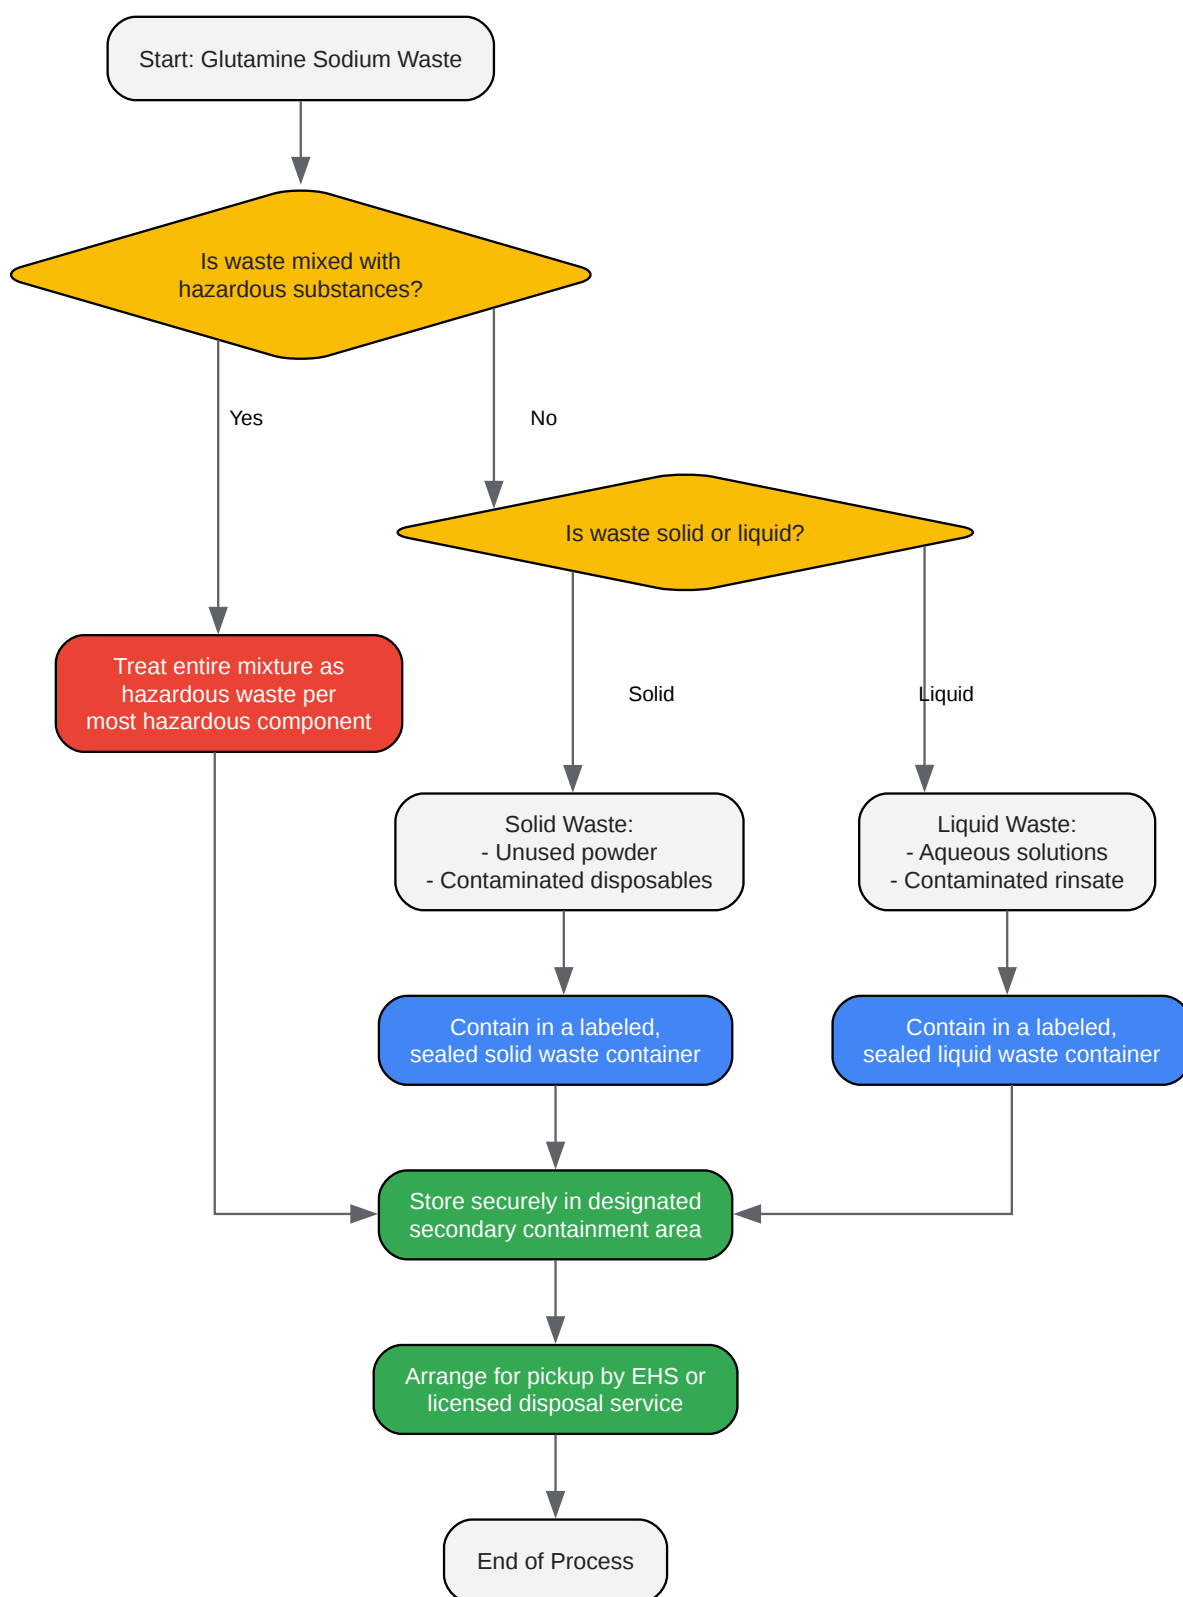 Start: Glutamine Sodium Waste
Is waste mixed with
hazardous substances?
Yes
No
Is waste solid or liquid?
Treat entire mixture as
hazardous waste per
most hazardous component
Solid
Liquid
Solid Waste:
- Unused powder
- Contaminated disposables
Liquid Waste:
- Aqueous solutions
- Contaminated rinsate
Contain in a labeled,
sealed solid waste container
Contain in a labeled,
sealed liquid waste container
Store securely in designated
secondary containment area
Arrange for pickup by EHS or
licensed disposal service
End of Process